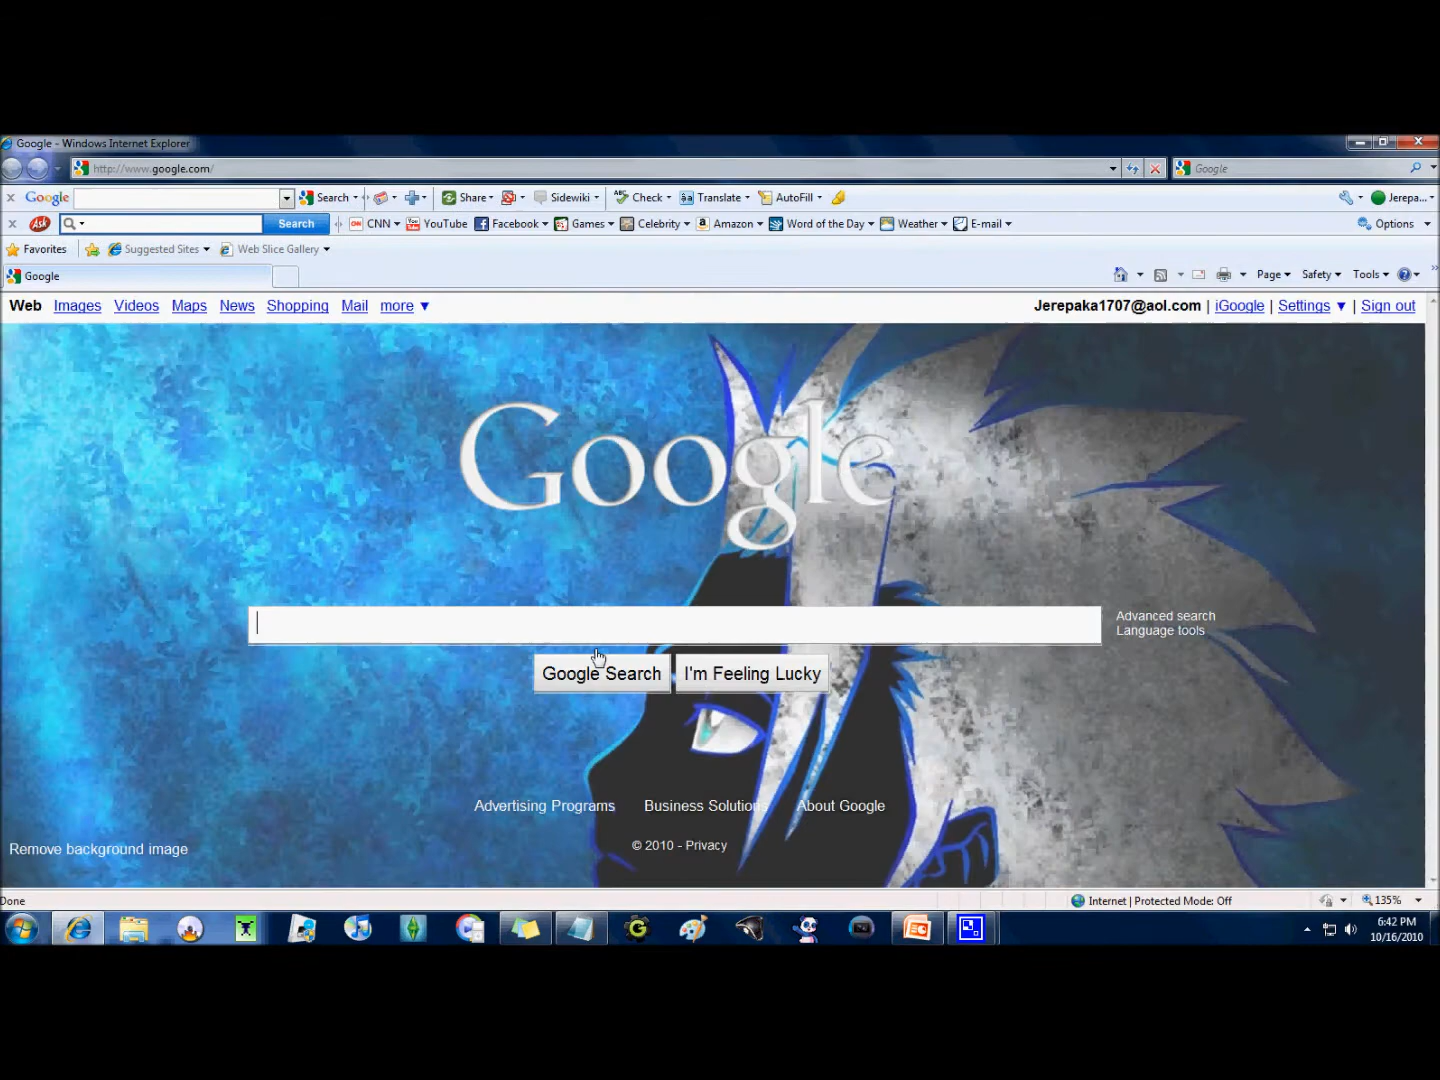 Google - Windows Internet Explorer
http://www.google.com/
Google
x Google Search Share Sidewiki Check Translate AutoFill Jerepa...
x Ask Search CNN YouTube Facebook Games Celebrity Amazon Word of the Day Weather E-mail Options
Favorites Suggested Sites Web Slice Gallery
Google Page Safety Tools
Web Images Videos Maps News Shopping Mail more ▼ Jerepaka1707@aol.com | iGoogle | Settings ▼ | Sign out
Google
Advanced search
Language tools
Google Search I'm Feeling Lucky
Advertising Programs Business Solutions About Google
© 2010 - Privacy
Remove background image
Done Internet | Protected Mode: Off 135%
6:42 PM
10/16/2010